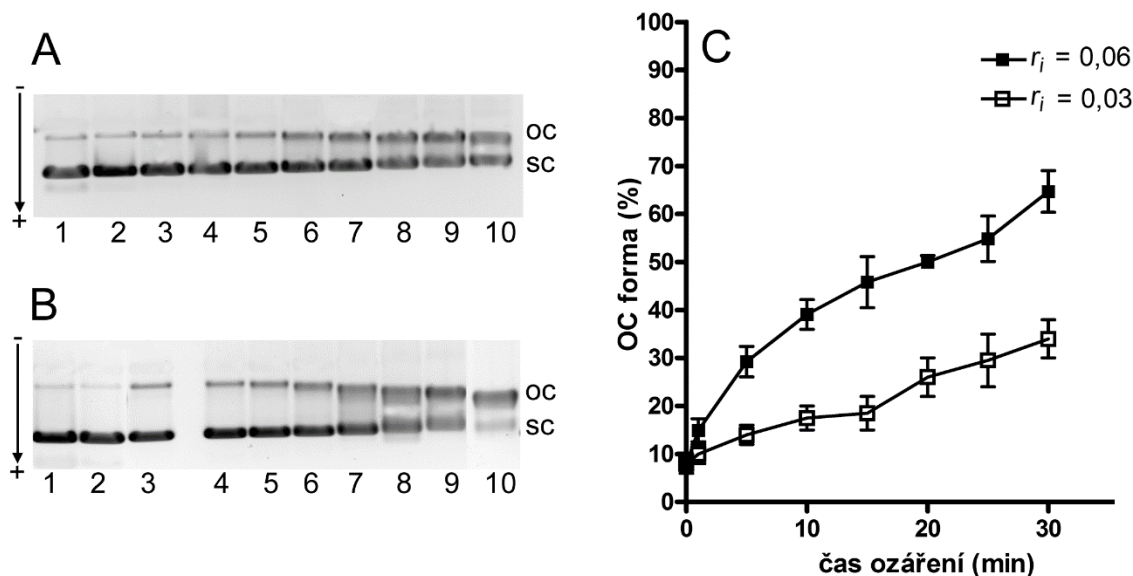 A
-
+
oc
sc
1 2 3 4 5 6 7 8 9 10
B
-
+
oc
sc
1 2 3 4 5 6 7 8 9 10
C
r_i = 0,06
r_i = 0,03
OC forma (%)
100
90
80
70
60
50
40
30
20
10
0
0 10 20 30
čas ozáření (min)